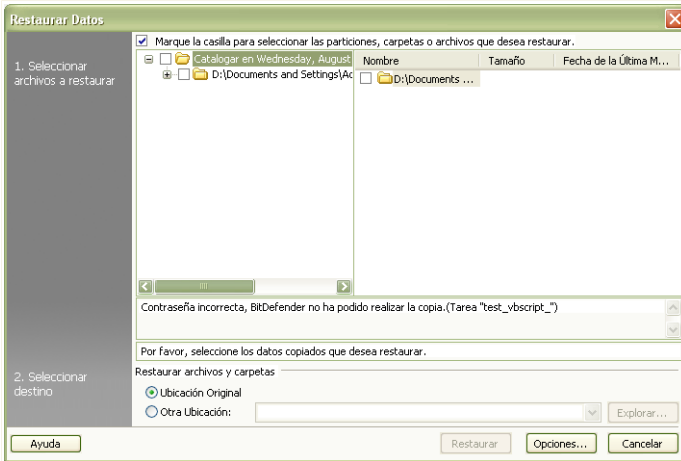 Restaurar Datos
1. Seleccionar
archivos a restaurar
Marque la casilla para seleccionar las particiones, carpetas o archivos que desea restaurar.
Catalogar en Wednesday, August
D:\Documents and Settings\Ad
Nombre Tamaño Fecha de la Última M...
D:\Documents ...
Contraseña incorrecta, BitDefender no ha podido realizar la copia.(Tarea "test_vbscript_")
Por favor, seleccione los datos copiados que desea restaurar.
2. Seleccionar
destino
Restaurar archivos y carpetas
Ubicación Original
Otra Ubicación: Explorar...
Ayuda Restaurar Opciones... Cancelar